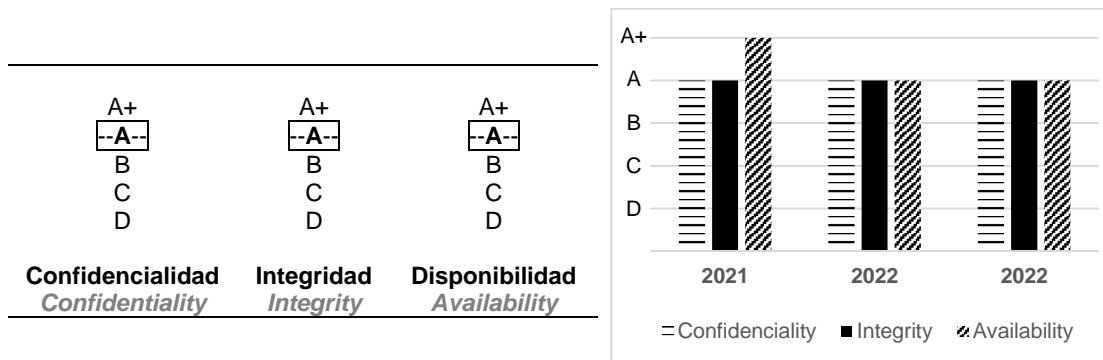 A+ A+ A+
--A-- --A-- --A--
B B B
C C C
D D D
Confidencialidad Integridad Disponibilidad
Confidentiality Integrity Availability
A+
A
B
C
D
2021 2022 2022
Confidenciality Integrity Availability